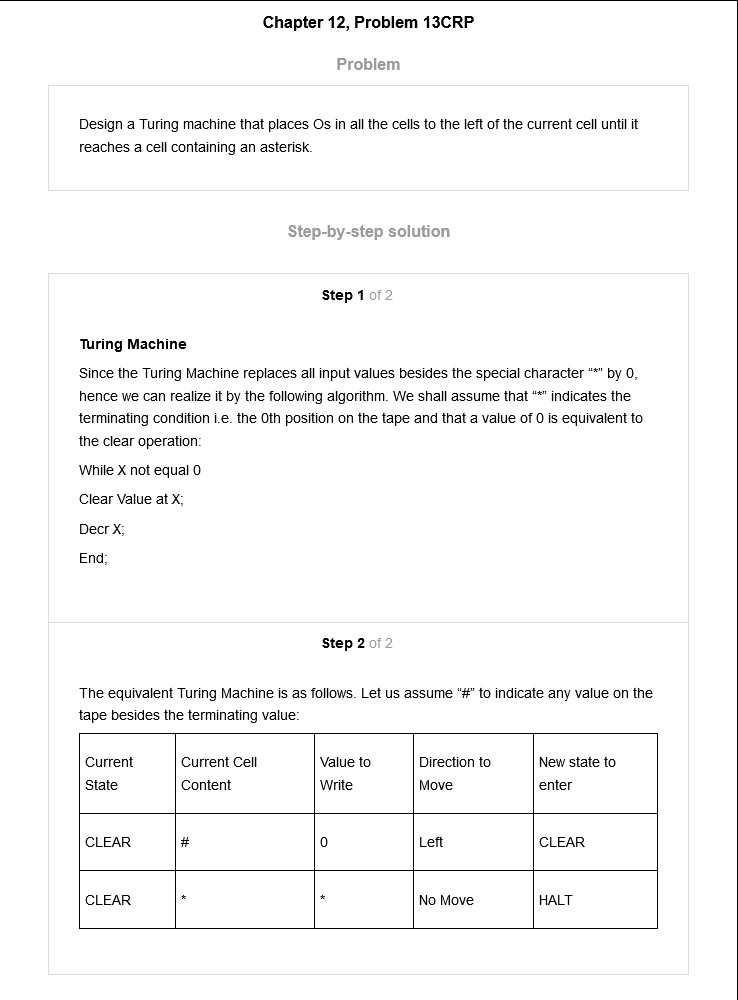 Chapter 12, Problem 13CRP
Problem
Design a Turing machine that places Os in all the cells to the left of the current cell until it
reaches a cell containing an asterisk.
Step-by-step solution
Step 1 of 2
Turing Machine
Since the Turing Machine replaces all input values besides the special character “*” by 0,
hence we can realize it by the following algorithm. We shall assume that “*” indicates the
terminating condition i.e. the 0th position on the tape and that a value of 0 is equivalent to
the clear operation:
While X not equal 0
Clear Value at X;
Decr X;
End;
Step 2 of 2
The equivalent Turing Machine is as follows. Let us assume “#” to indicate any value on the
tape besides the terminating value:
Current State | Current Cell Content | Value to Write | Direction to Move | New state to enter
CLEAR | # | 0 | Left | CLEAR
CLEAR | * | * | No Move | HALT